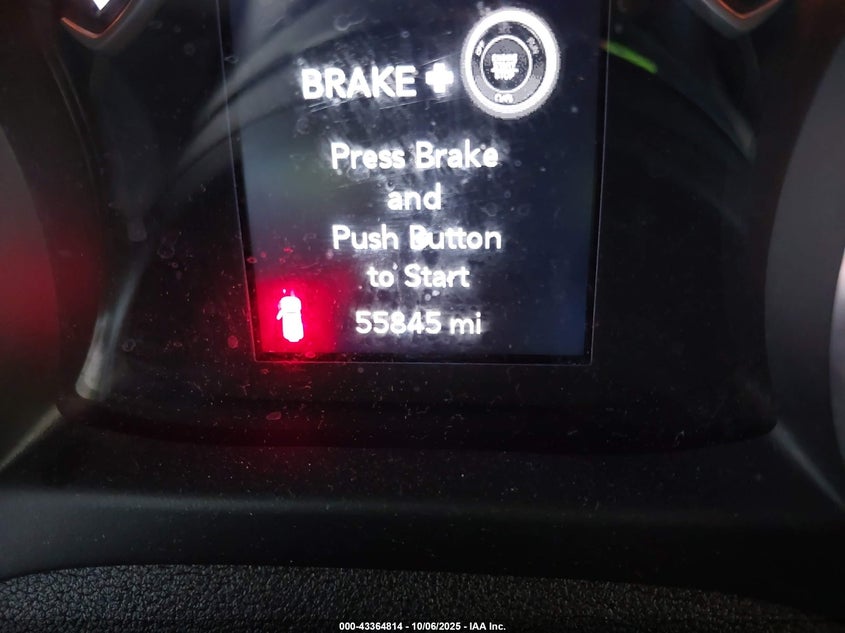 BRAKE +
Press Brake
and
Push Button
to Start
55845 mi
000-43364814 - 10/06/2025 - IAA Inc.